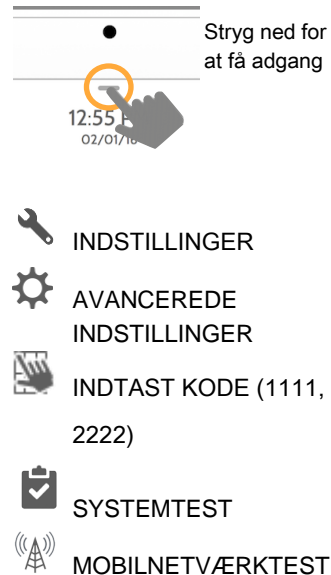 Stryg ned for
at få adgang
12:55
02/01/18
INDSTILLINGER
AVANCEREDE
INDSTILLINGER
INDTAST KODE (1111,
2222)
SYSTEMTEST
MOBILNETVÆRKTEST